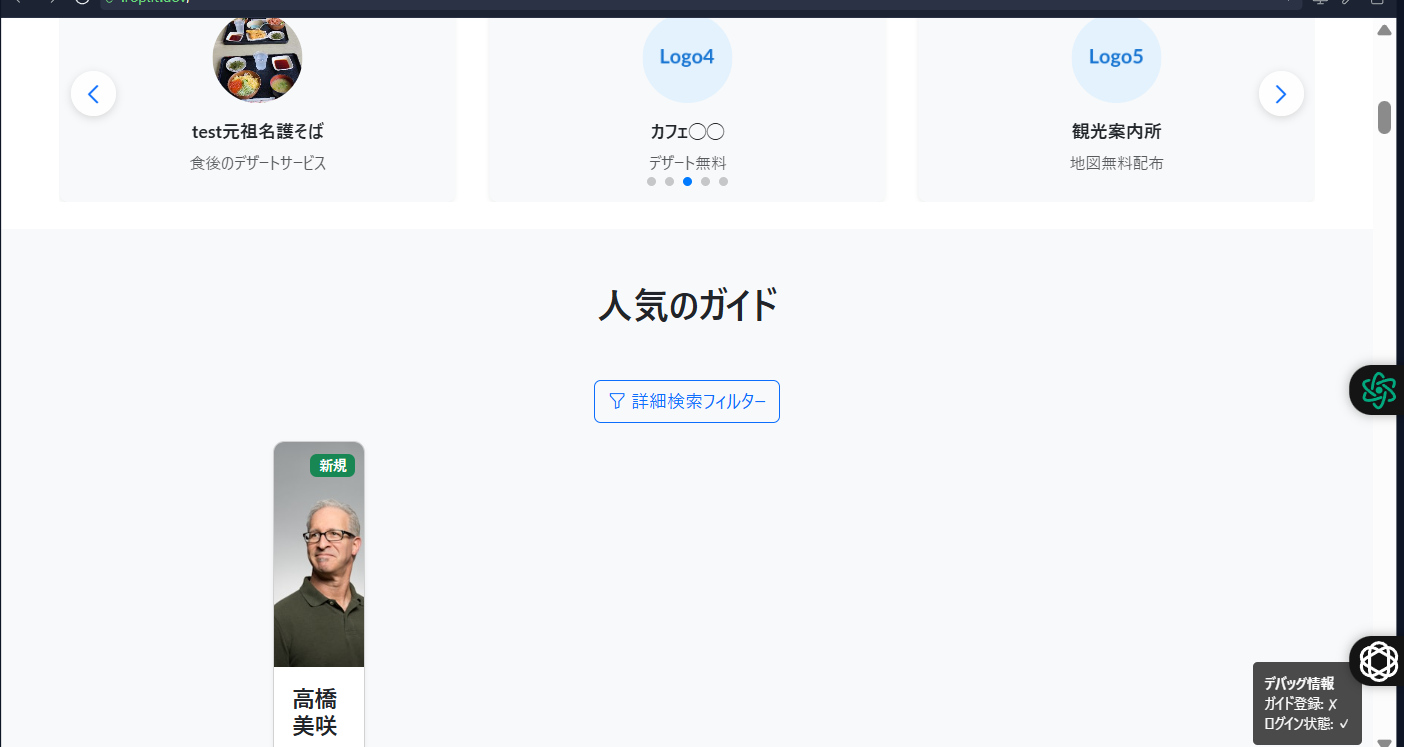 Logo4
Logo5
test元祖名護そば
食後のデザートサービス
カフェ◯◯
デザート無料
観光案内所
地図無料配布
人気のガイド
詳細検索フィルター
新規
高橋
美咲
デバッグ情報
ガイド登録: ✗
ログイン状態: ✓